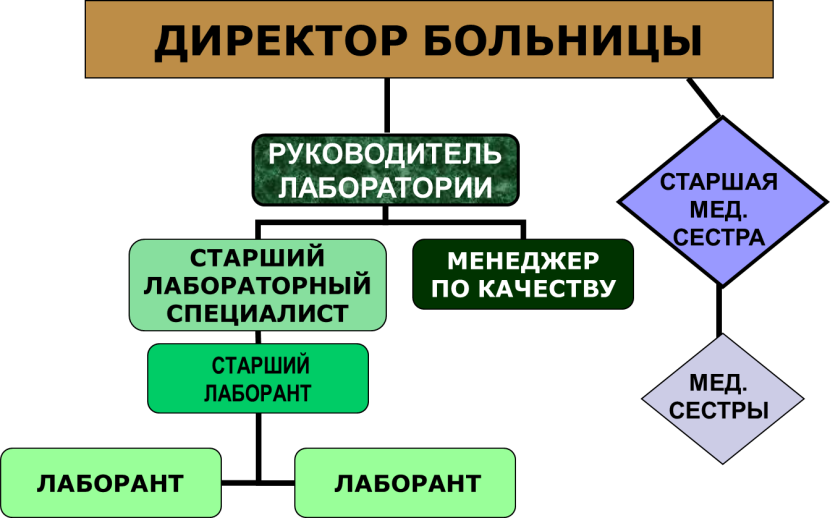 ДИРЕКТОР БОЛЬНИЦЫ
РУКОВОДИТЕЛЬ
ЛАБОРАТОРИИ
СТАРШАЯ
МЕД.
СЕСТРА
СТАРШИЙ
ЛАБОРАТОРНЫЙ
СПЕЦИАЛИСТ
МЕНЕДЖЕР
ПО КАЧЕСТВУ
СТАРШИЙ
ЛАБОРАНТ
МЕД.
СЕСТРЫ
ЛАБОРАНТ
ЛАБОРАНТ